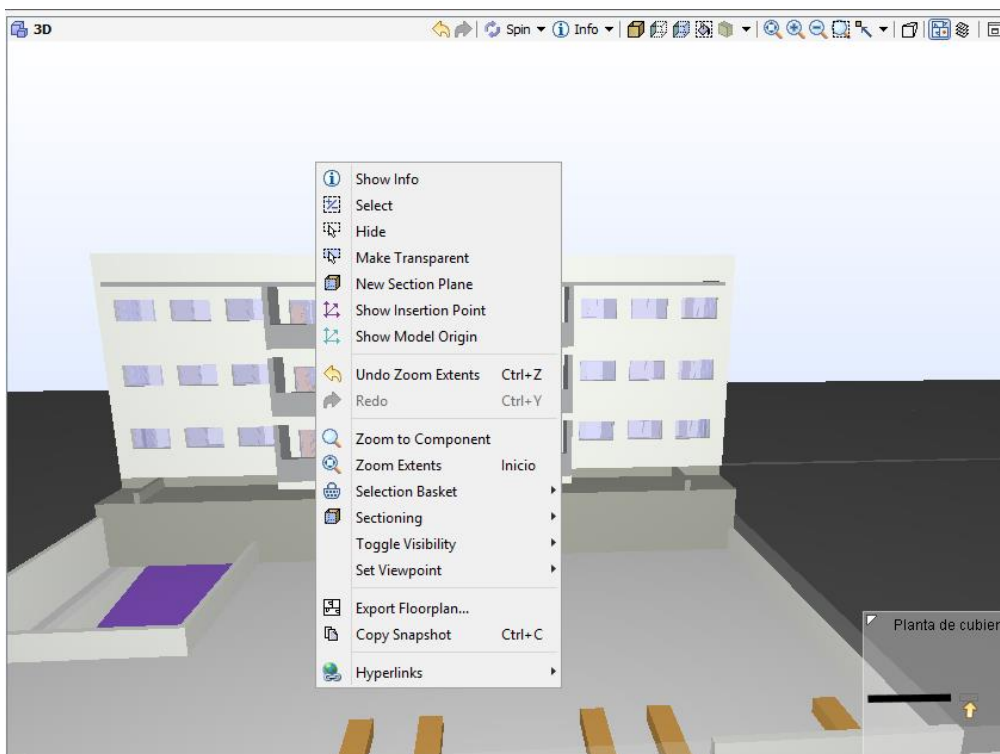 3D Spin Info
Show Info
Select
Hide
Make Transparent
New Section Plane
Show Insertion Point
Show Model Origin
Undo Zoom Extents Ctrl+Z
Redo Ctrl+Y
Zoom to Component
Zoom Extents Inicio
Selection Basket
Sectioning
Toggle Visibility
Set Viewpoint
Planta de cubier
Export Floorplan...
Copy Snapshot Ctrl+C
Hyperlinks